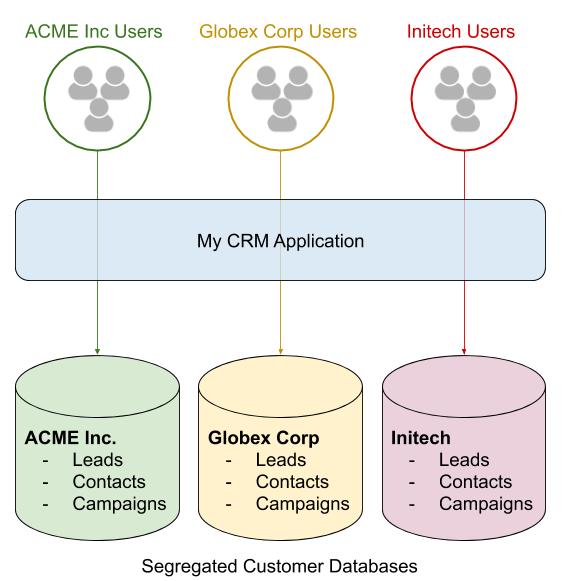 ACME Inc Users
Globex Corp Users
Initech Users
My CRM Application
ACME Inc.
- Leads
- Contacts
- Campaigns
Globex Corp
- Leads
- Contacts
- Campaigns
Initech
- Leads
- Contacts
- Campaigns
Segregated Customer Databases